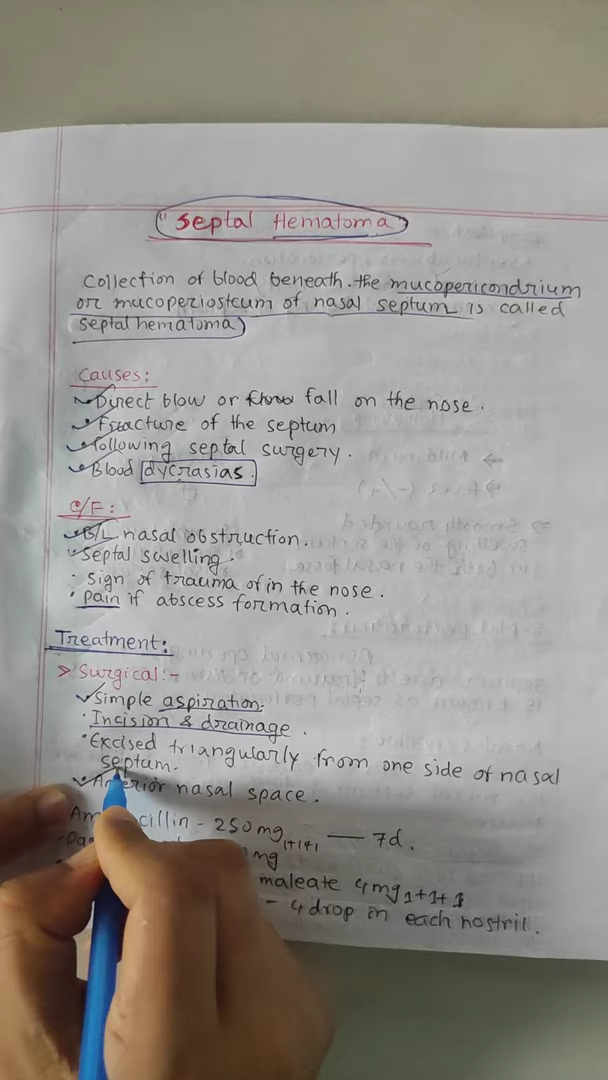 "Septal Hematoma
Collection of blood beneath the mucopericondrium
or mucoperiosteum of nasal septum is called
septal hematoma
Causes:
Direct blow or fall on the nose.
Fracture of the septum
following septal surgery.
Blood dycrasias.
C/F:
B/L nasal obstruction.
Septal swelling.
Sign of trauma of in the nose.
Pain if abscess formation.
Treatment:
> Surgical:-
Simple aspiration.
Incision & drainage.
Excised triangularly from one side of nasal
septum.
Anterior nasal space.
cillin - 250mg 1+1+1 — 7d.
mg
maleate 4mg 1+1+1
- 4 drop in each nostril.